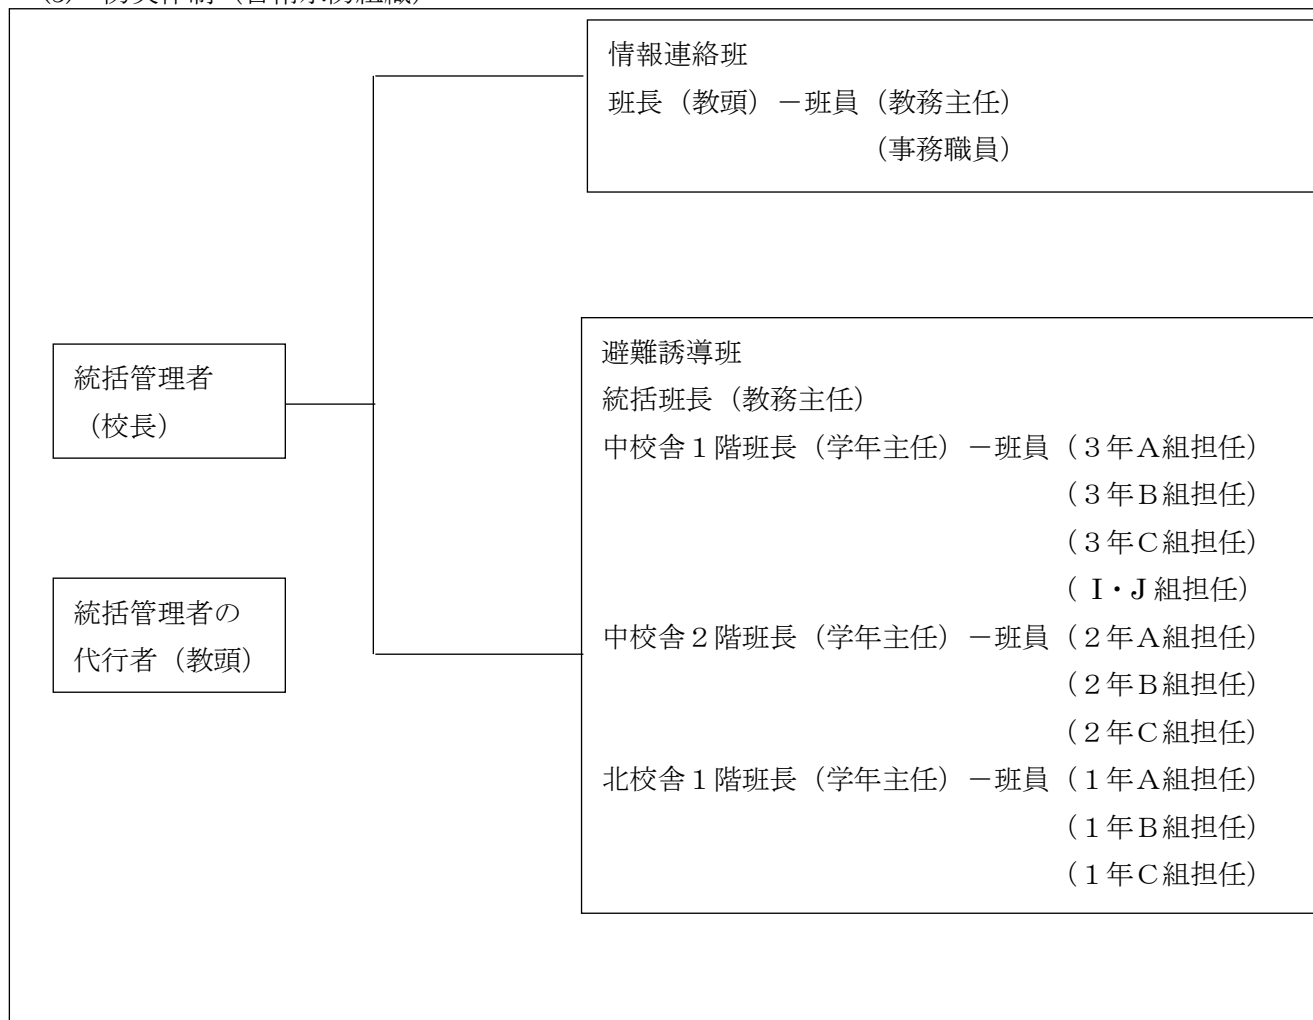 情報連絡班
班長（教頭）－班員（教務主任）
（事務職員）
統括管理者
（校長）
統括管理者の
代行者（教頭）
避難誘導班
統括班長（教務主任）
中校舎１階班長（学年主任）－班員（３年Ａ組担任）
（３年Ｂ組担任）
（３年Ｃ組担任）
（ Ｉ・Ｊ 組担任）
中校舎２階班長（学年主任）－班員（２年Ａ組担任）
（２年Ｂ組担任）
（２年Ｃ組担任）
北校舎１階班長（学年主任）－班員（１年Ａ組担任）
（１年Ｂ組担任）
（１年Ｃ組担任）